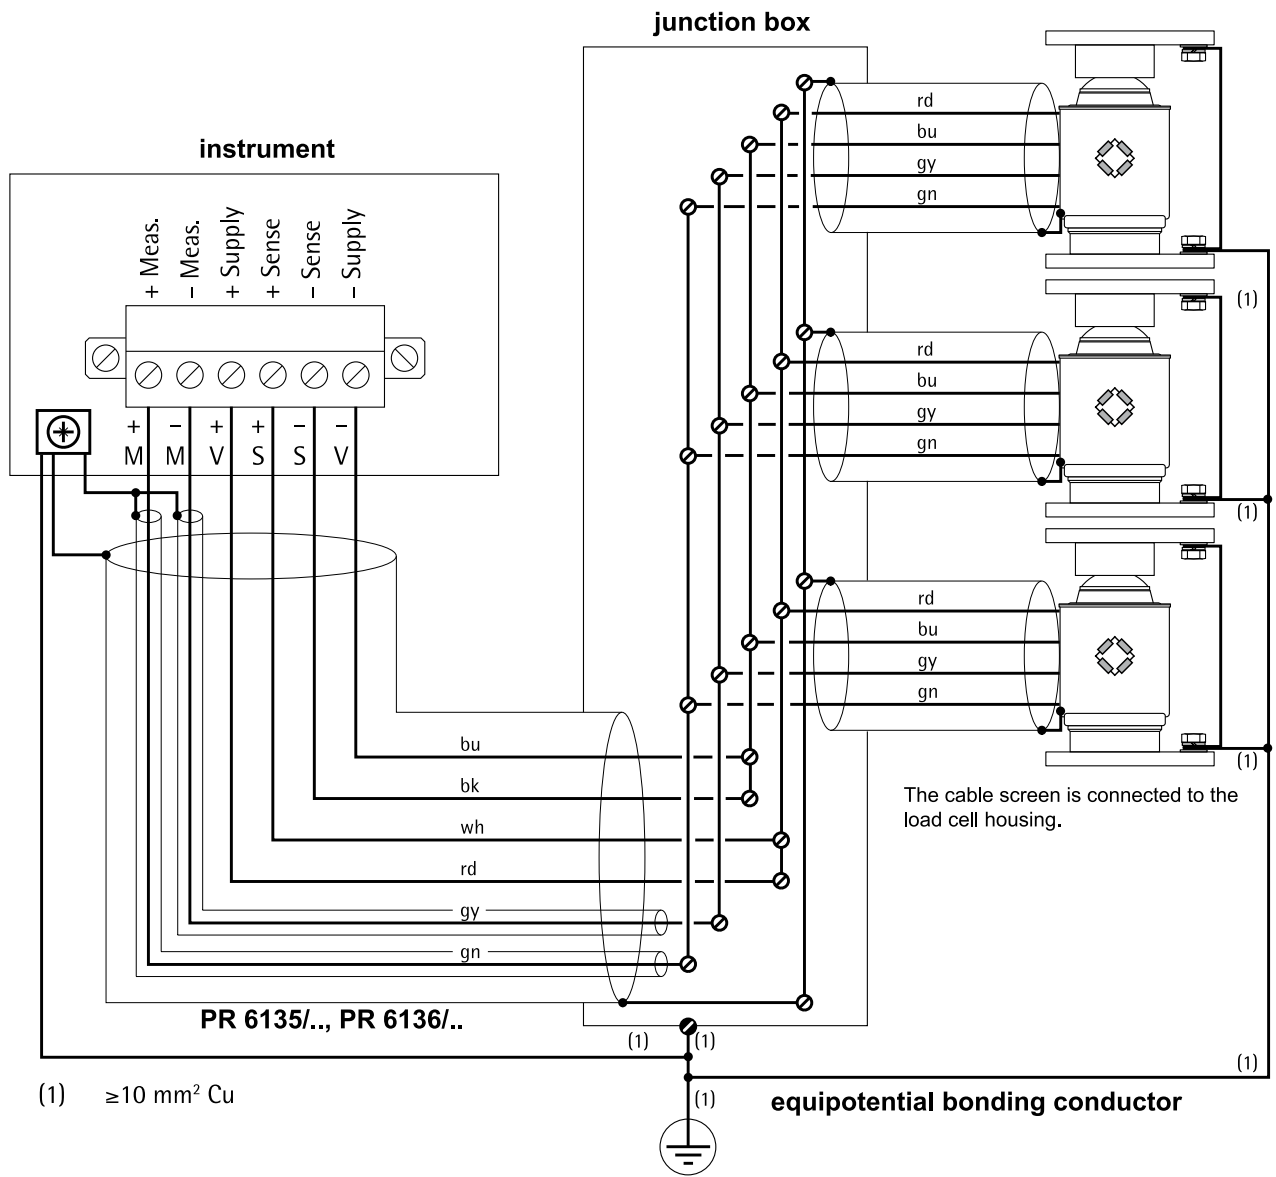 junction box
instrument
+ Meas.
– Meas.
+ Supply
+ Sense
– Sense
– Supply
+ – + + – –
M M V S S V
rd
bu
gy
gn
(1)
rd
bu
gy
gn
(1)
rd
bu
gy
gn
(1)
The cable screen is connected to the
load cell housing.
bu
bk
wh
rd
gy
gn
PR 6135/.., PR 6136/..
(1) (1) (1)
(1) ≥10 mm² Cu
(1)
equipotential bonding conductor